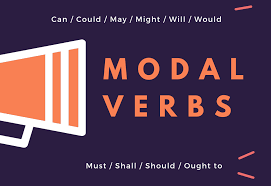 Can / Could / May / Might / Will / Would
MODAL
VERBS
Must / Shall / Should / Ought to